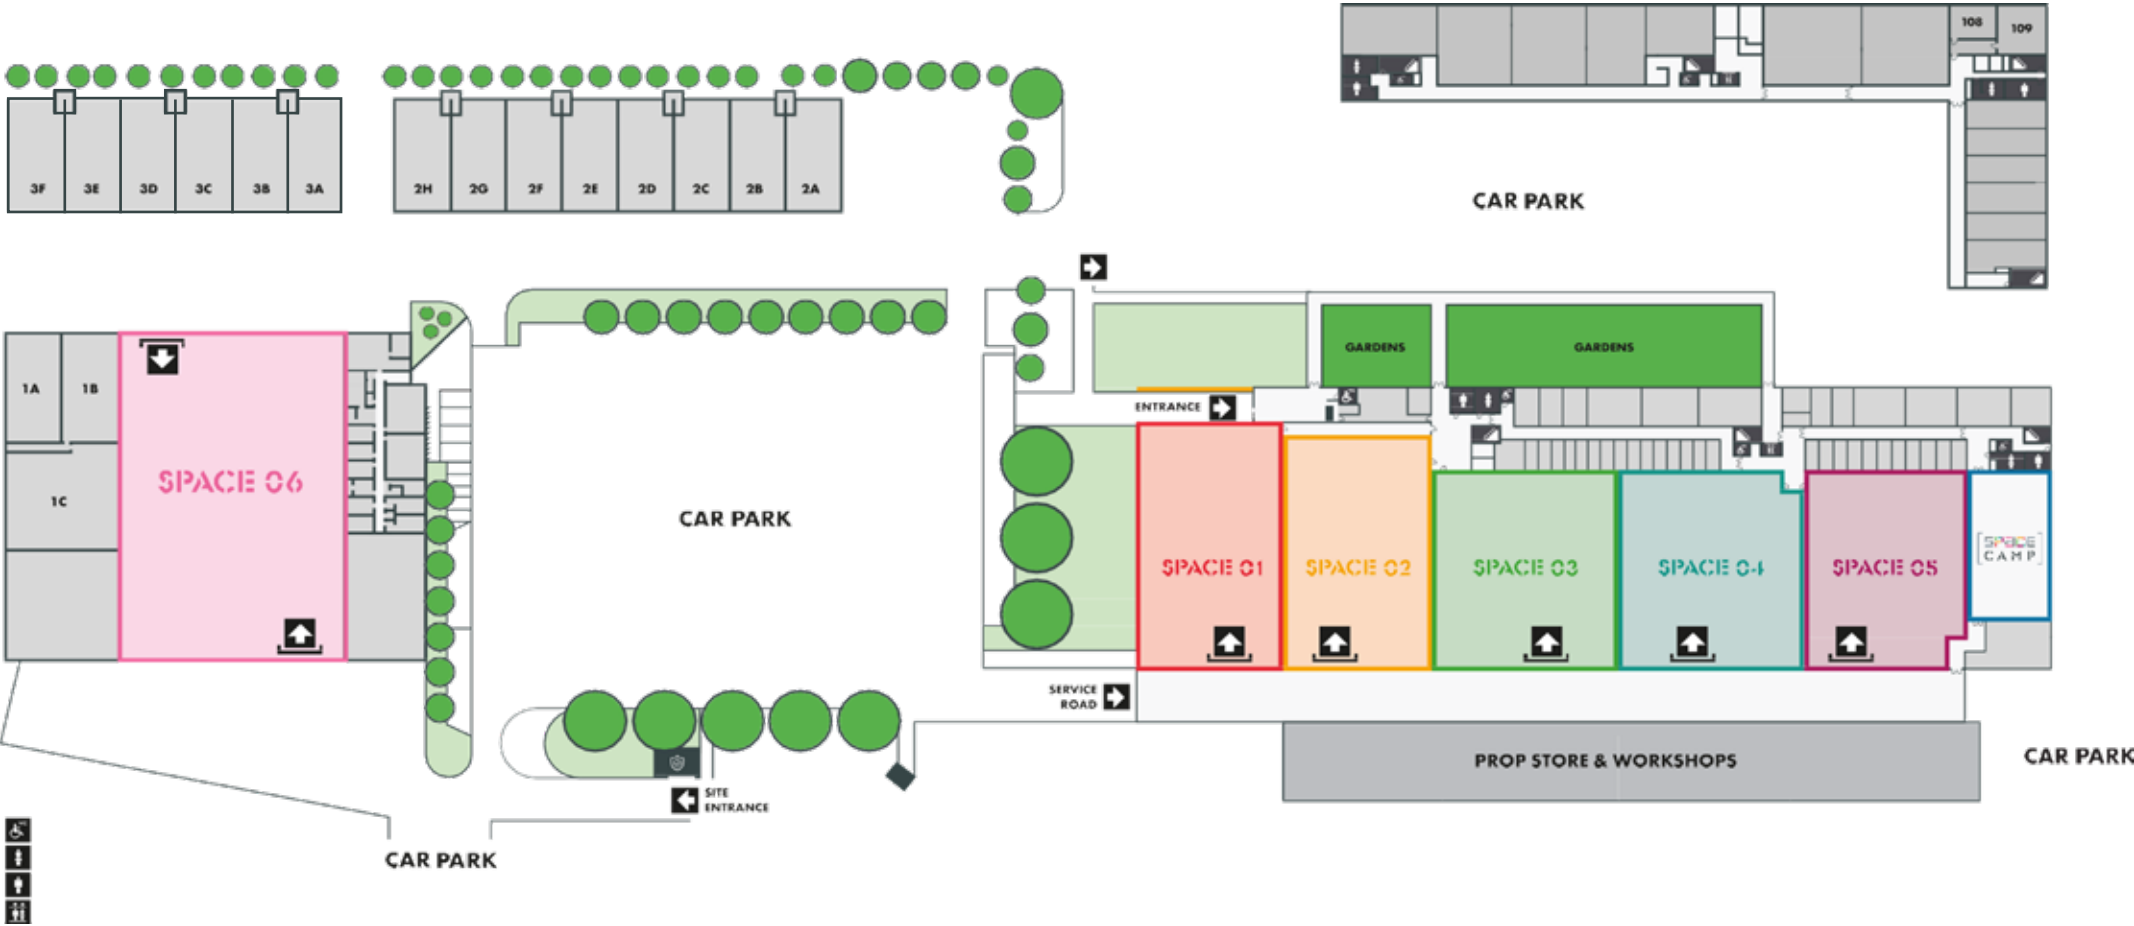 108
109
3F
3E
3D
3C
3B
3A
2H
2G
2F
2E
2D
2C
2B
2A
CAR PARK
GARDENS
GARDENS
1A
1B
ENTRANCE
SPACE 06
1C
CAR PARK
SPACE 01
SPACE 02
SPACE 03
SPACE 04
SPACE 05
SPACE
CAMP
SERVICE
ROAD
PROP STORE & WORKSHOPS
CAR PARK
SITE
ENTRANCE
CAR PARK